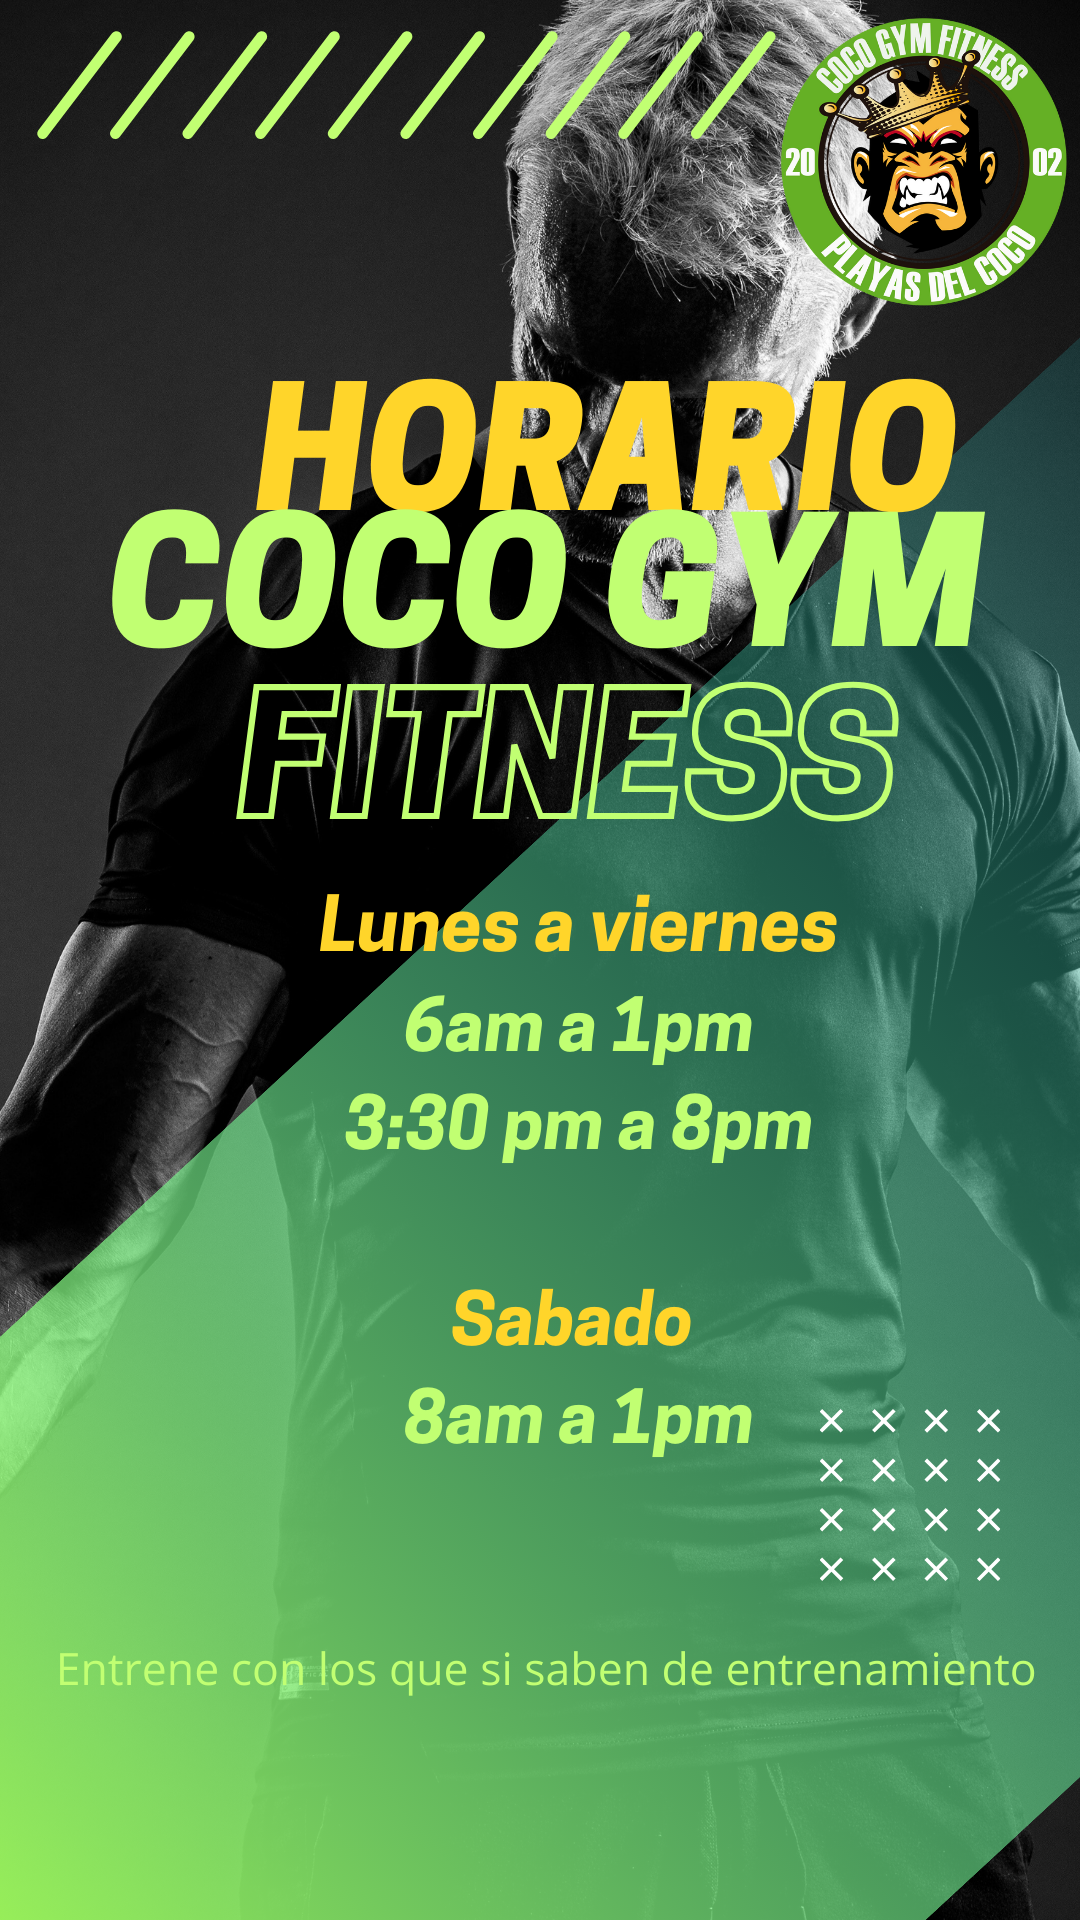 COCO GYM FITNESS
20 02
PLAYAS DEL COCO
HORARIO
COCO GYM
FITNESS
Lunes a viernes
6am a 1pm
3:30 pm a 8pm
Sabado
8am a 1pm
Entrene con los que si saben de entrenamiento